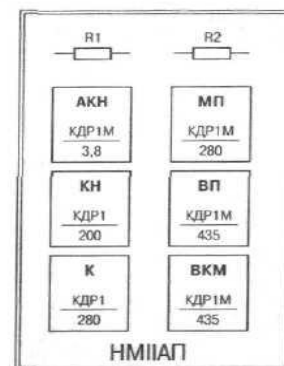 R1 R2
АКН МП
КДР1М КДР1М
3,8 280
КН ВП
КДР1 КДР1М
200 435
К ВКМ
КДР1 КДР1М
280 435
НМIIАП